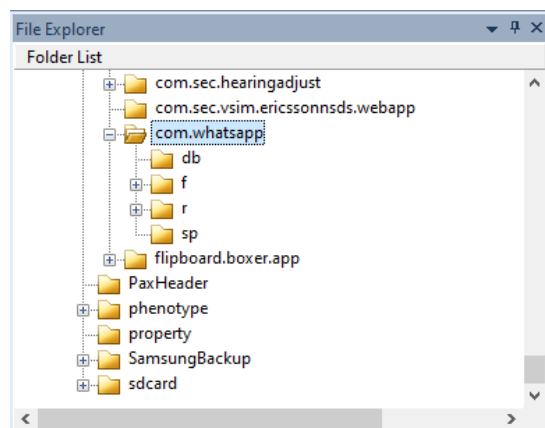 File Explorer
Folder List
com.sec.hearingadjust
com.sec.vsim.ericssonnsds.webapp
com.whatsapp
db
f
r
sp
flipboard.boxer.app
PaxHeader
phenotype
property
SamsungBackup
sdcard